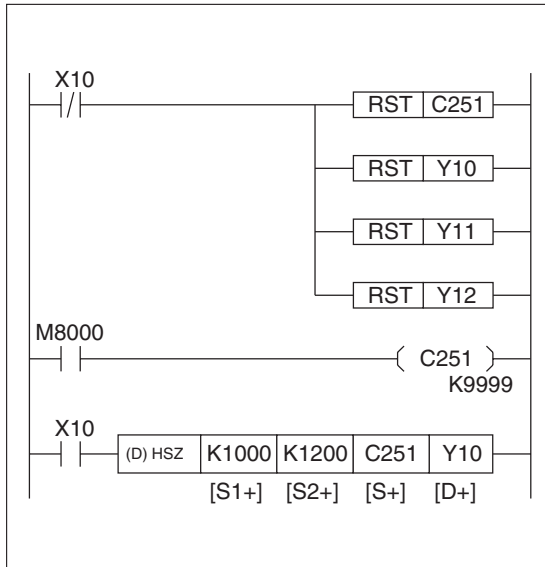 X10
RST C251
RST Y10
RST Y11
RST Y12
M8000
C251
K9999
X10
(D) HSZ K1000 K1200 C251 Y10
[S1+] [S2+] [S+] [D+]